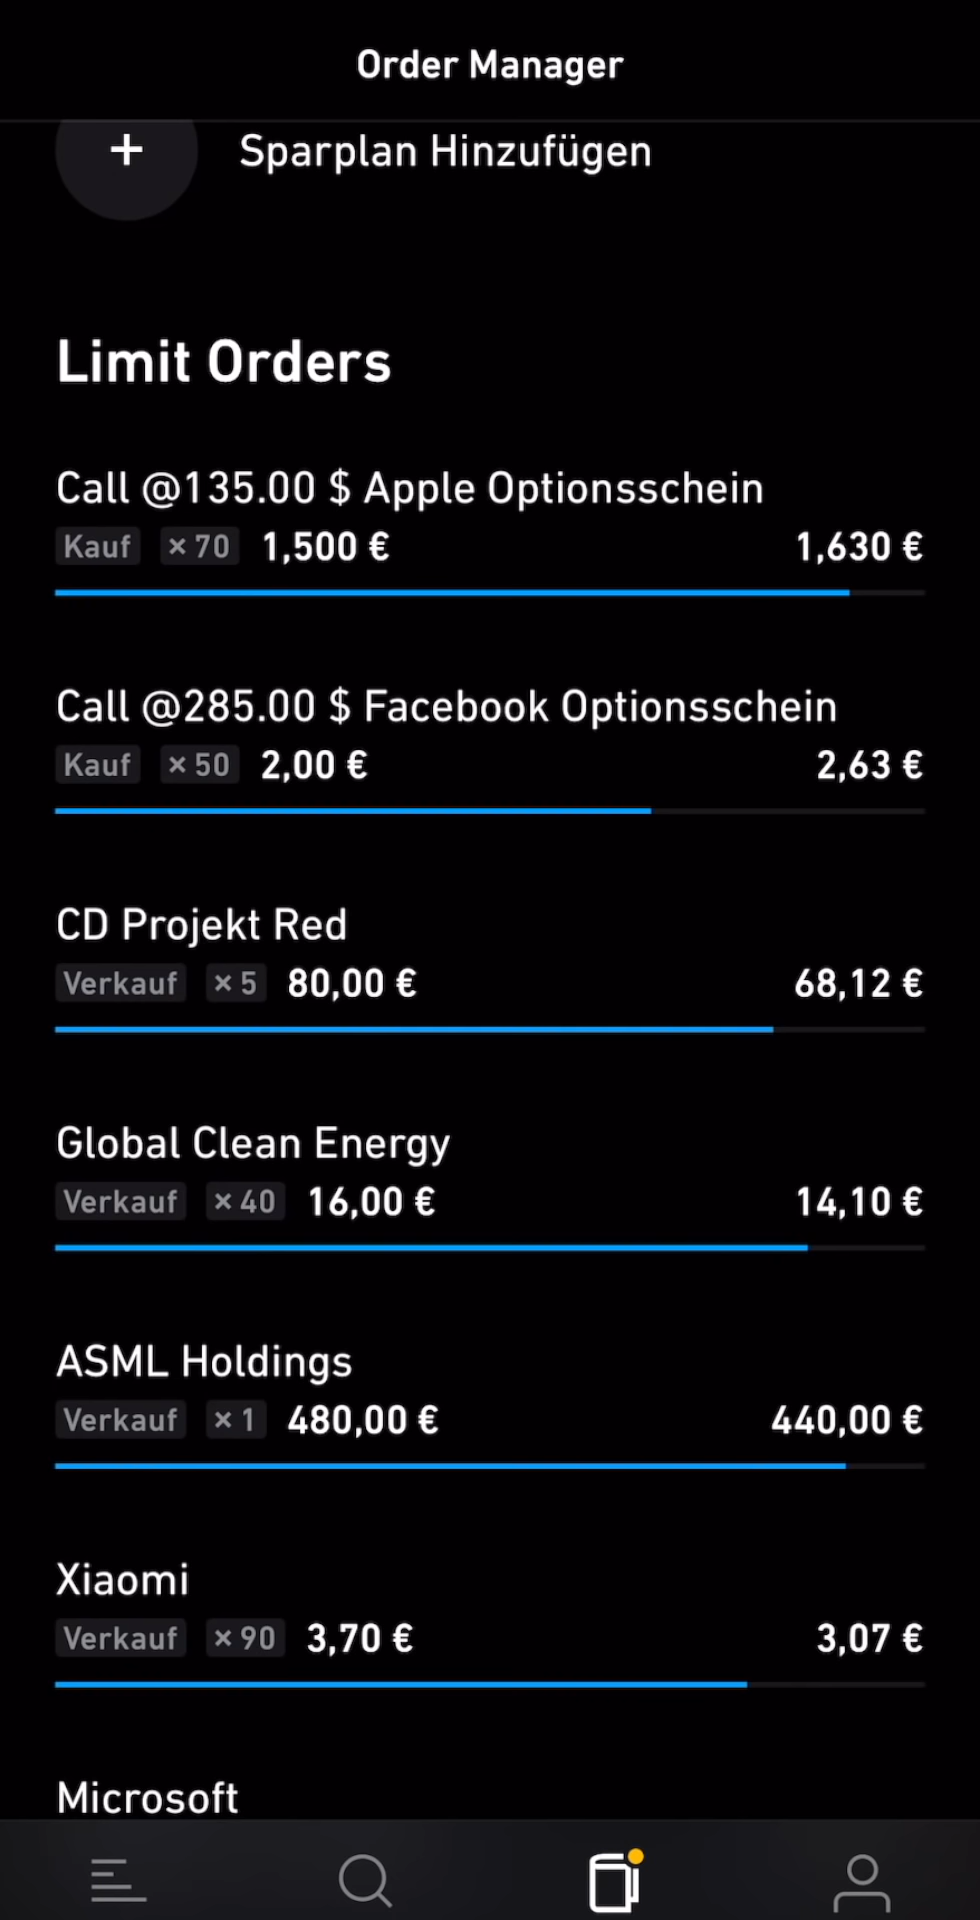 Order Manager
+ Sparplan Hinzufügen
Limit Orders
Call @135.00 $ Apple Optionsschein
Kauf × 70 1,500 € 1,630 €
Call @285.00 $ Facebook Optionsschein
Kauf × 50 2,00 € 2,63 €
CD Projekt Red
Verkauf × 5 80,00 € 68,12 €
Global Clean Energy
Verkauf × 40 16,00 € 14,10 €
ASML Holdings
Verkauf × 1 480,00 € 440,00 €
Xiaomi
Verkauf × 90 3,70 € 3,07 €
Microsoft